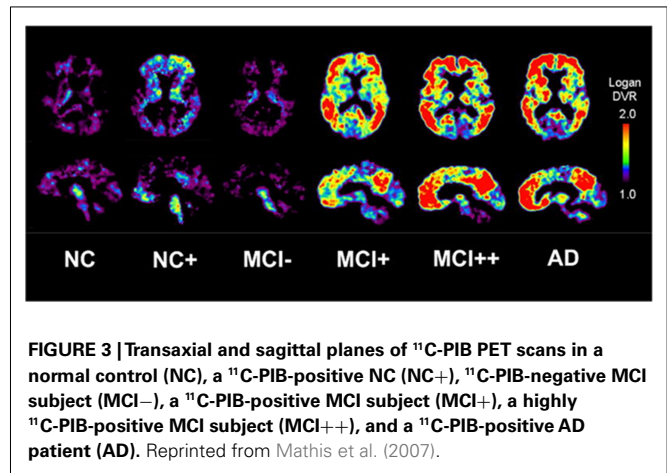 Logan
DVR
2.0
1.0
NC NC+ MCI- MCI+ MCI++ AD
FIGURE 3 | Transaxial and sagittal planes of ¹¹C-PIB PET scans in a
normal control (NC), a ¹¹C-PIB-positive NC (NC+), ¹¹C-PIB-negative MCI
subject (MCI−), a ¹¹C-PIB-positive MCI subject (MCI+), a highly
¹¹C-PIB-positive MCI subject (MCI++), and a ¹¹C-PIB-positive AD
patient (AD). Reprinted from Mathis et al. (2007).